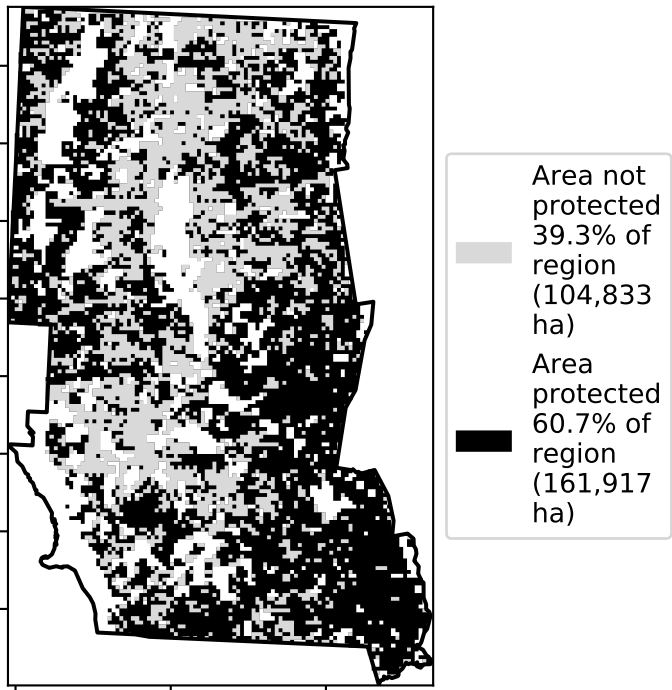 Area not
protected
39.3% of
region
(104,833
ha)
Area
protected
60.7% of
region
(161,917
ha)